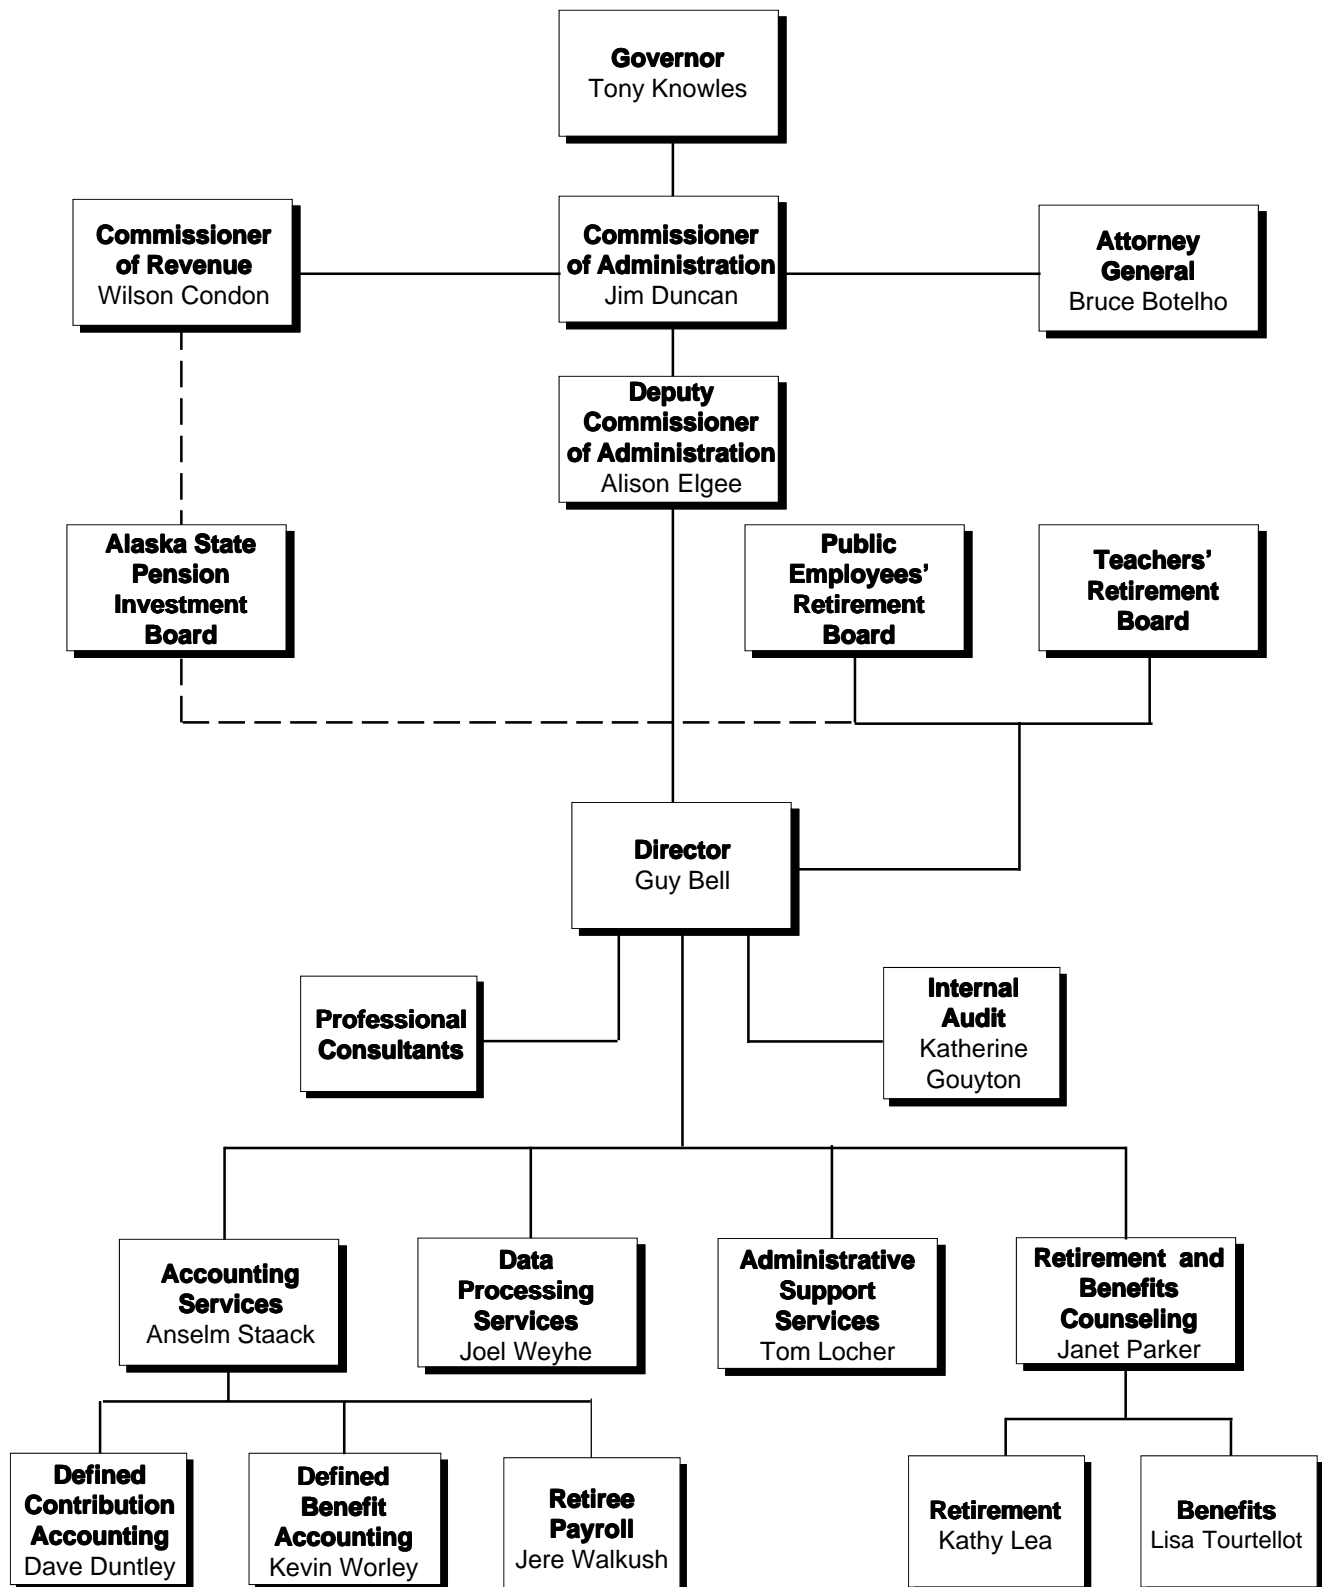 Governor
Tony Knowles
Commissioner
of Revenue
Wilson Condon
Commissioner
of Administration
Jim Duncan
Attorney
General
Bruce Botelho
Deputy
Commissioner
of Administration
Alison Elgee
Alaska State
Pension
Investment
Board
Public
Employees’
Retirement
Board
Teachers’
Retirement
Board
Director
Guy Bell
Professional
Consultants
Internal
Audit
Katherine
Gouyton
Accounting
Services
Anselm Staack
Data
Processing
Services
Joel Weyhe
Administrative
Support
Services
Tom Locher
Retirement and
Benefits
Counseling
Janet Parker
Defined
Contribution
Accounting
Dave Duntley
Defined
Benefit
Accounting
Kevin Worley
Retiree
Payroll
Jere Walkush
Retirement
Kathy Lea
Benefits
Lisa Tourtellot